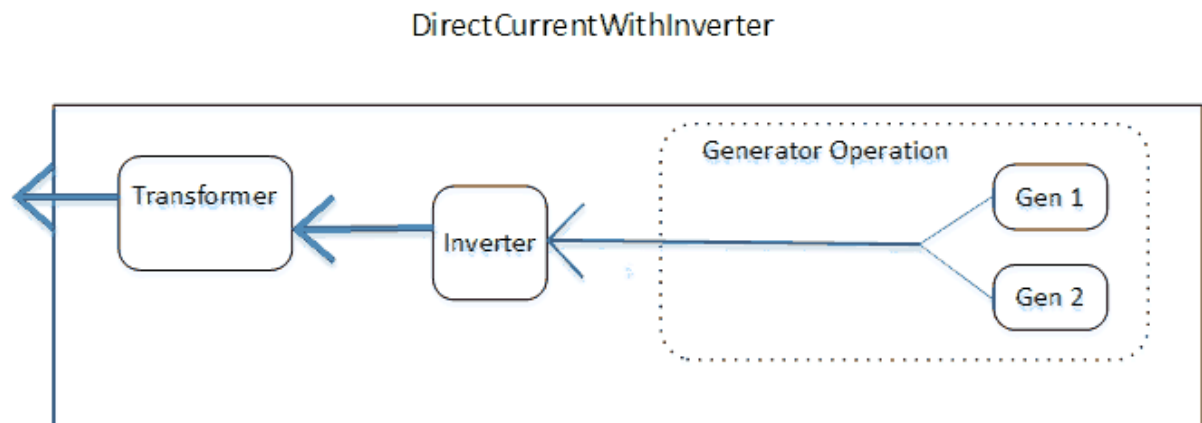 DirectCurrentWithInverter
Generator Operation
Transformer
Inverter
Gen 1
Gen 2